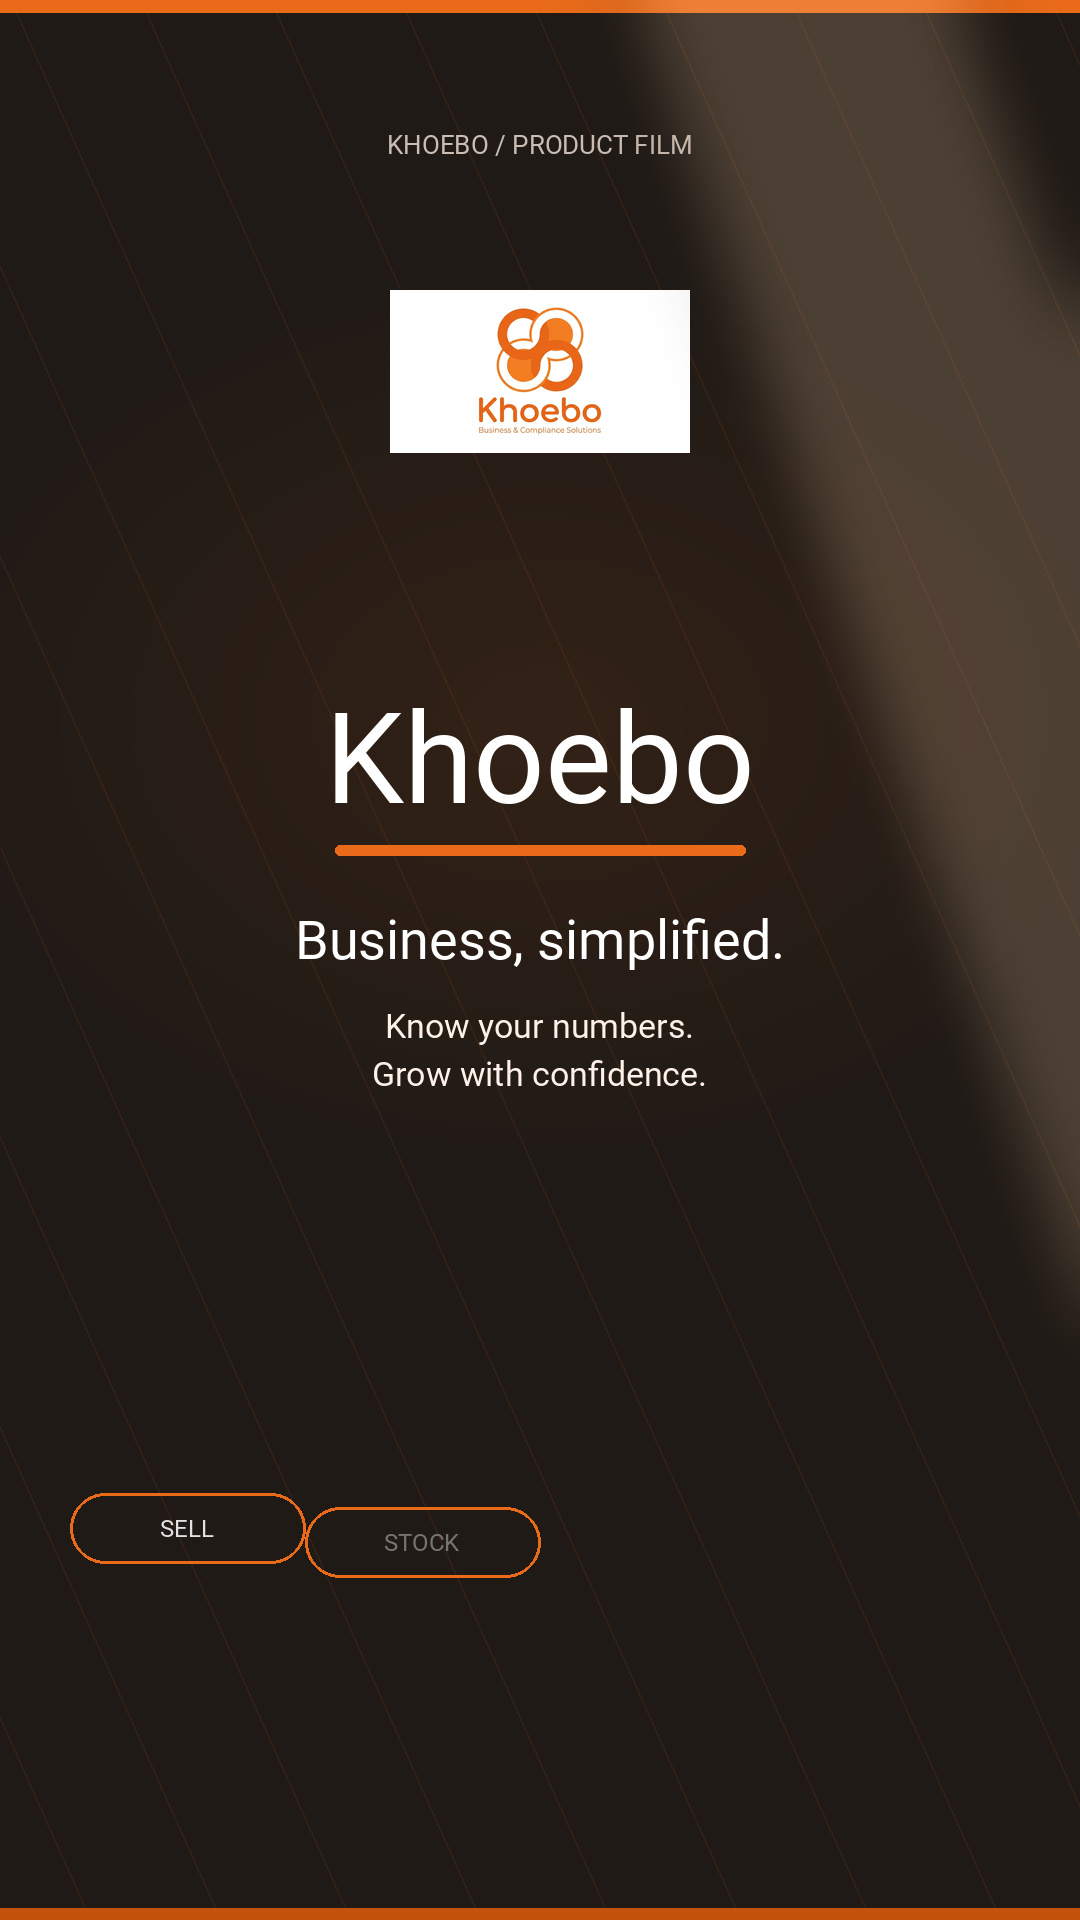 KHOEBO / PRODUCT FILM
Khoebo
Business & Compliance Solutions
Khoebo
Business, simplified.
Know your numbers.
Grow with confidence.
SELL
STOCK